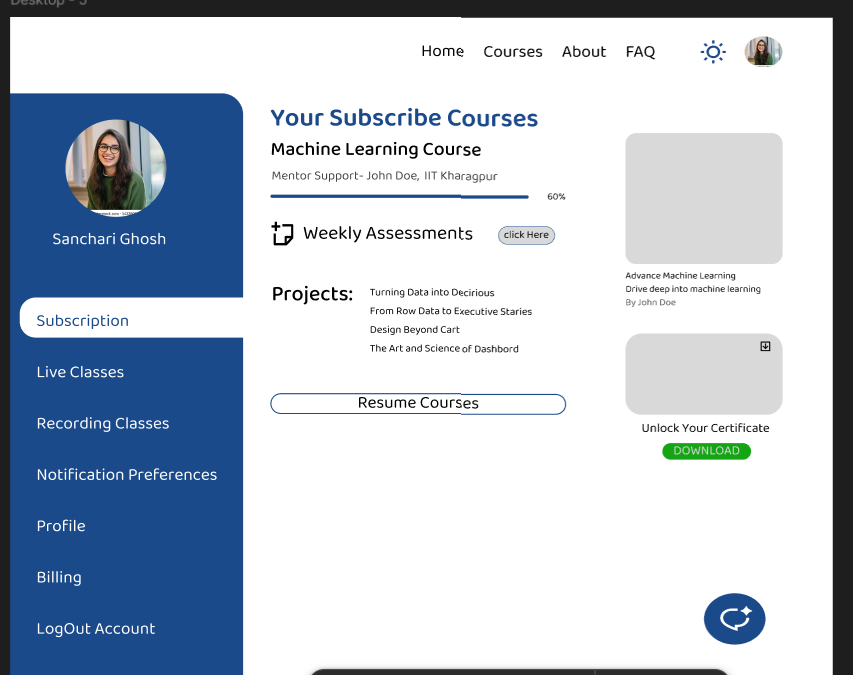 Desktop - 5
Home Courses About FAQ
Your Subscribe Courses
Machine Learning Course
Mentor Support- John Doe, IIT Kharagpur
60%
Sanchari Ghosh
Weekly Assessments click Here
Projects: Turning Data into Decirious
From Row Data to Executive Staries
Design Beyond Cart
The Art and Science of Dashbord
Resume Courses
Advance Machine Learning
Drive deep into machine learning
By John Doe
Unlock Your Certificate
DOWNLOAD
Subscription
Live Classes
Recording Classes
Notification Preferences
Profile
Billing
LogOut Account